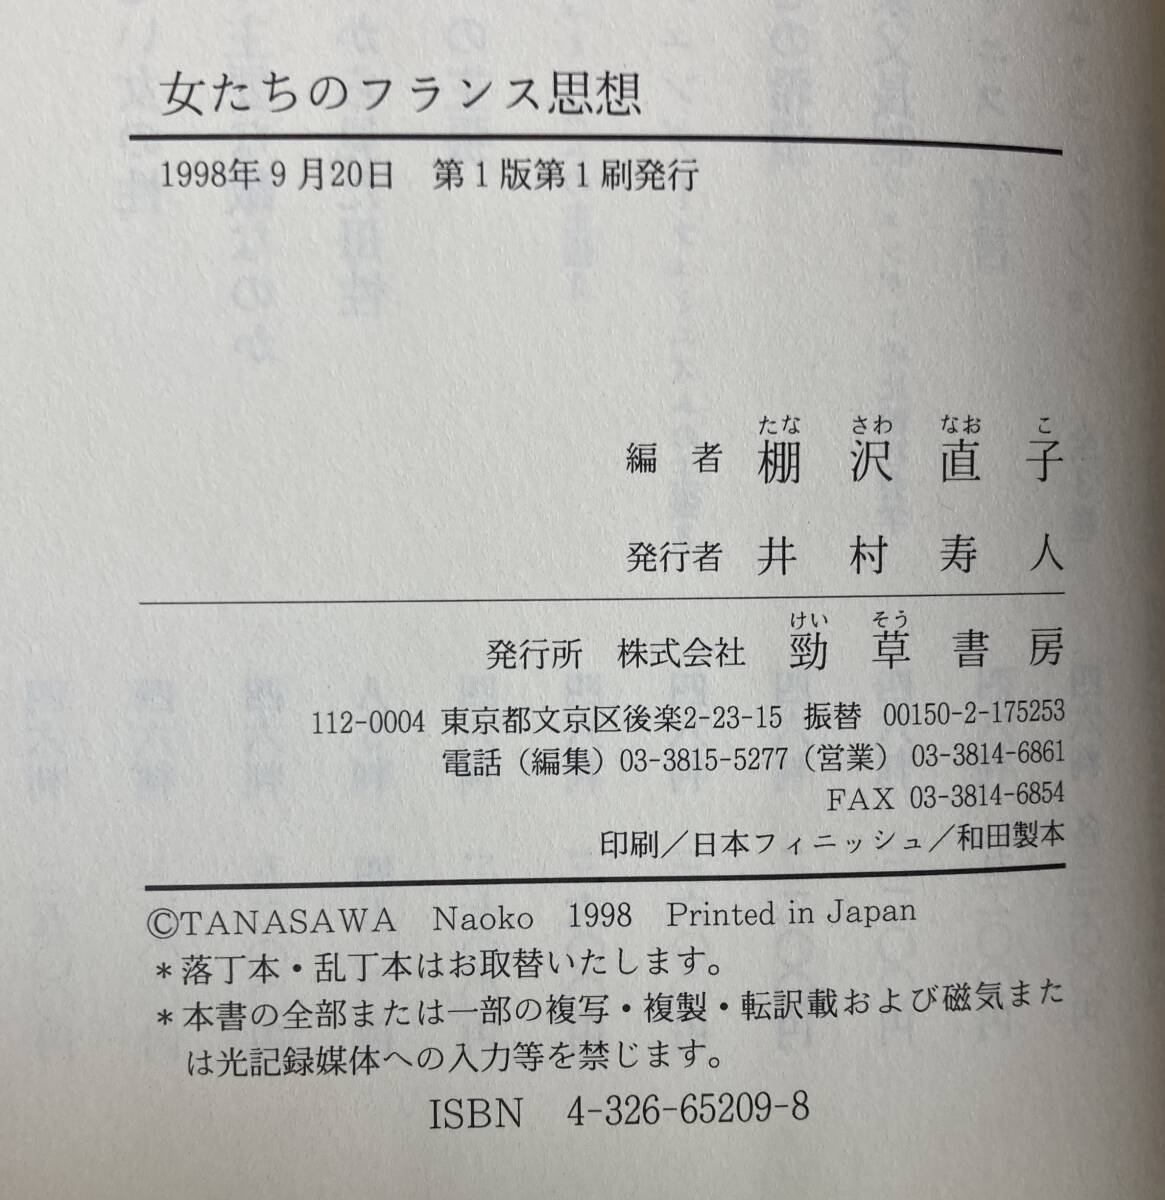 女たちのフランス思想
1998年9月20日　第1版第1刷発行
たな さわ なお こ
編　者　棚　沢　直　子
発行者　井　村　寿　人
けい そう
発行所　株式会社　勁　草　書　房
112-0004 東京都文京区後楽2-23-15 振替 00150-2-175253
電話（編集）03-3815-5277（営業）03-3814-6861
FAX 03-3814-6854
印刷／日本フィニッシュ／和田製本
©TANASAWA　Naoko　1998　Printed in Japan
＊落丁本・乱丁本はお取替いたします。
＊本書の全部または一部の複写・複製・転訳載および磁気また
は光記録媒体への入力等を禁じます。
ISBN　4-326-65209-8